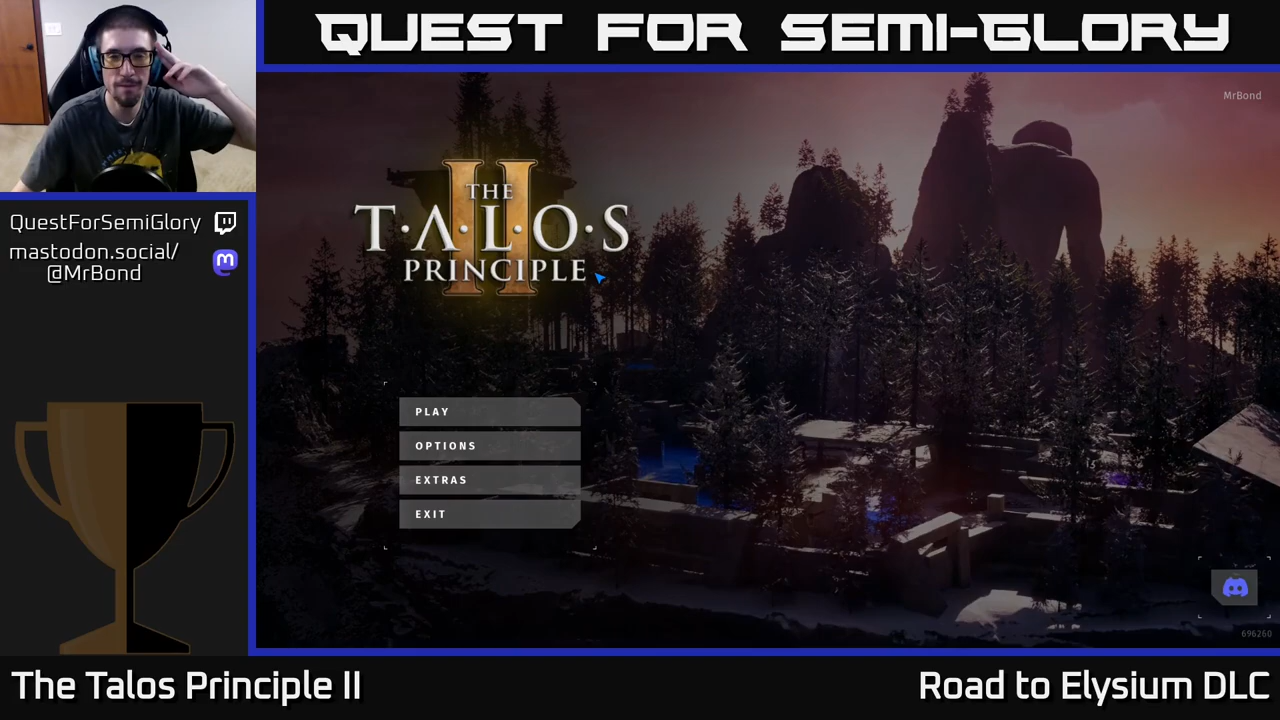 QUEST FOR SEMI-GLORY
MrBond
QuestForSemiGlory
mastodon.social/
@MrBond
II
THE
T·A·L·O·S
PRINCIPLE
PLAY
OPTIONS
EXTRAS
EXIT
696260
The Talos Principle II
Road to Elysium DLC